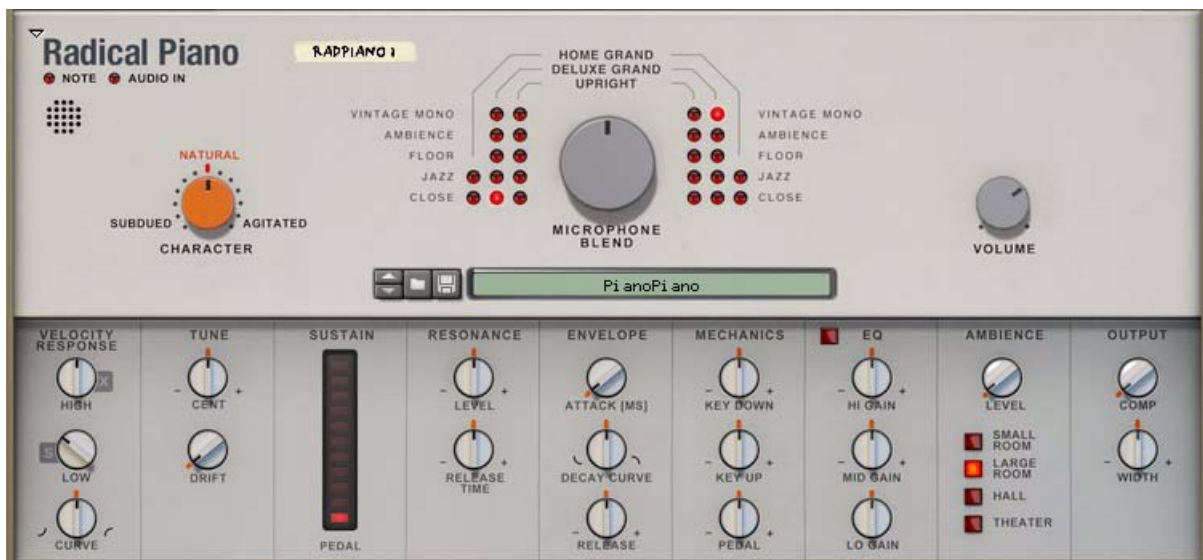 Radical Piano
RADPIANO 1
NOTE
AUDIO IN
HOME GRAND
DELUXE GRAND
UPRIGHT
VINTAGE MONO
AMBIENCE
FLOOR
JAZZ
CLOSE
VINTAGE MONO
AMBIENCE
FLOOR
JAZZ
CLOSE
NATURAL
SUBDUED
AGITATED
CHARACTER
MICROPHONE
BLEND
VOLUME
PianoPiano
VELOCITY
RESPONSE
X
HIGH
S
LOW
CURVE
TUNE
- +
CENT
DRIFT
SUSTAIN
PEDAL
RESONANCE
- +
LEVEL
- +
RELEASE
TIME
ENVELOPE
ATTACK [MS]
DECAY CURVE
- +
RELEASE
MECHANICS
- +
KEY DOWN
- +
KEY UP
- +
PEDAL
EQ
- +
HI GAIN
- +
MID GAIN
- +
LO GAIN
AMBIENCE
LEVEL
SMALL
ROOM
LARGE
ROOM
HALL
THEATER
OUTPUT
COMP
- +
WIDTH